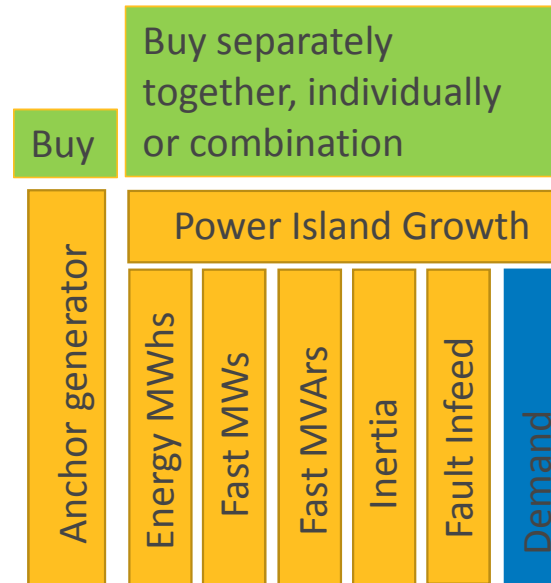 Buy separately
together, individually
or combination
Buy
Power Island Growth
Anchor generator
Energy MWhs
Fast MWs
Fast MVArs
Inertia
Fault Infeed
Demand